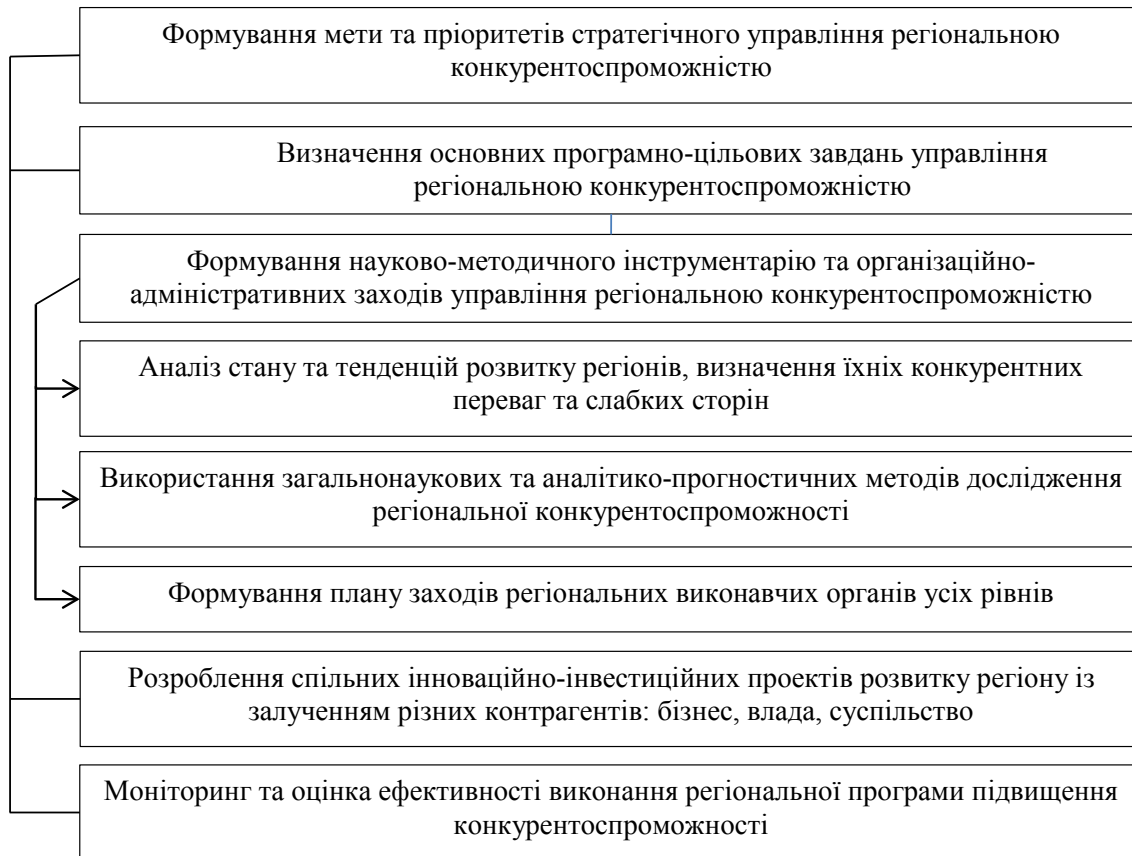 Формування мети та пріоритетів стратегічного управління регіональною
конкурентоспроможністю
Визначення основних програмно-цільових завдань управління
регіональною конкурентоспроможністю
Формування науково-методичного інструментарію та організаційно-
адміністративних заходів управління регіональною конкурентоспроможністю
Аналіз стану та тенденцій розвитку регіонів, визначення їхніх конкурентних
переваг та слабких сторін
Використання загальнонаукових та аналітико-прогностичних методів дослідження
регіональної конкурентоспроможності
Формування плану заходів регіональних виконавчих органів усіх рівнів
Розроблення спільних інноваційно-інвестиційних проектів розвитку регіону із
залученням різних контрагентів: бізнес, влада, суспільство
Моніторинг та оцінка ефективності виконання регіональної програми підвищення
конкурентоспроможності